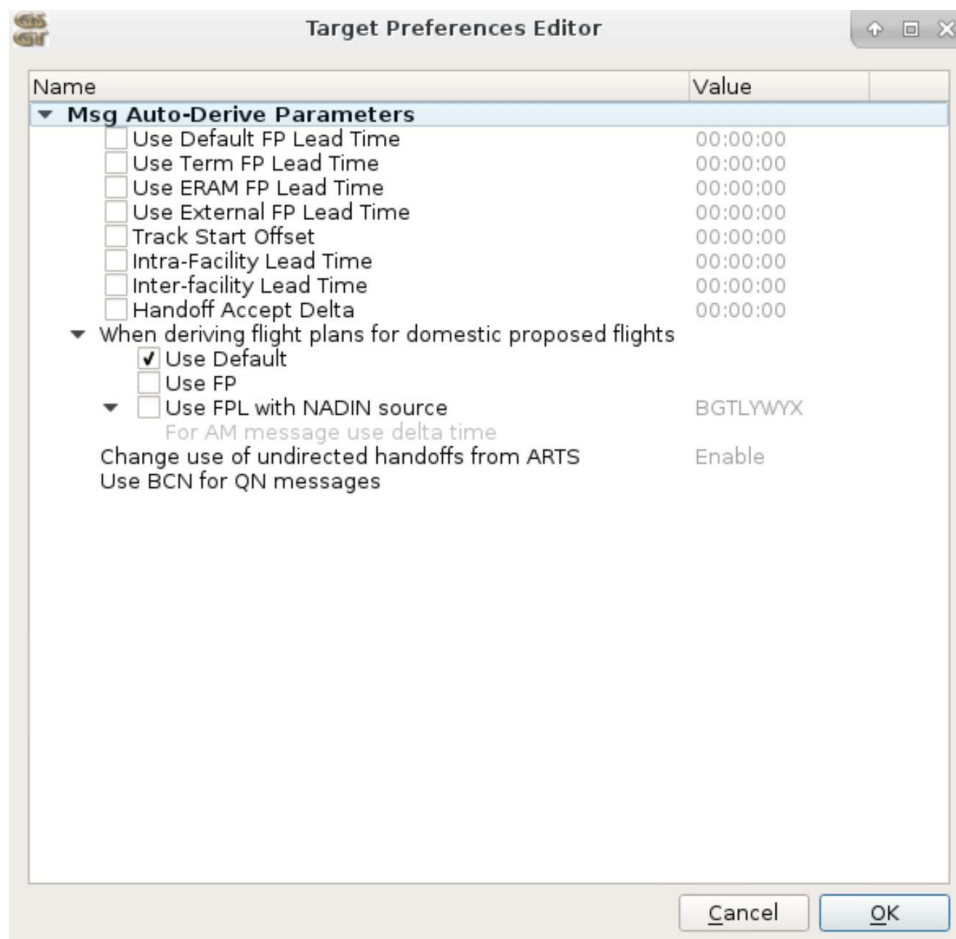 GS
GT
Target Preferences Editor
Name Value
Msg Auto-Derive Parameters
Use Default FP Lead Time 00:00:00
Use Term FP Lead Time 00:00:00
Use ERAM FP Lead Time 00:00:00
Use External FP Lead Time 00:00:00
Track Start Offset 00:00:00
Intra-Facility Lead Time 00:00:00
Inter-facility Lead Time 00:00:00
Handoff Accept Delta 00:00:00
When deriving flight plans for domestic proposed flights
Use Default
Use FP
Use FPL with NADIN source BGTLYWYX
For AM message use delta time
Change use of undirected handoffs from ARTS Enable
Use BCN for QN messages
Cancel OK